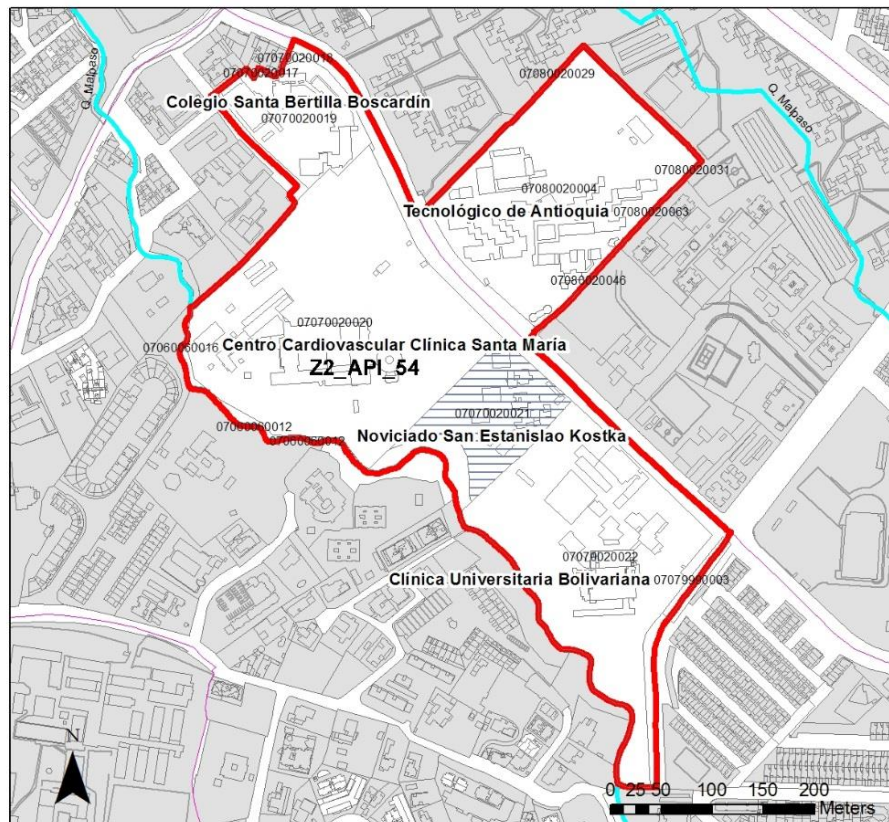 Q. Malpaso
07070020018
07070020017
Colegio Santa Bertilla Boscardín
07070020019
07080020029
Q. Malpaso
07080020031
07080020004
Tecnológico de Antioquia
07080020063
07080020046
07070020020
Centro Cardiovascular Clínica Santa María
07060060016
Z2_API_54
07070020021
Noviciado San Estanislao Kostka
07060060012
07070020022
Clínica Universitaria Bolivariana
07079990003
N
0 25 50 100 150 200
Meters